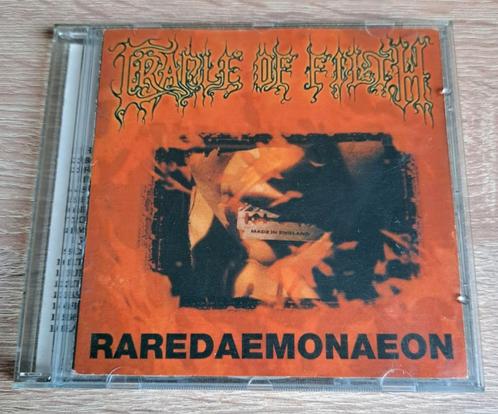 CRADLE OF FILTH
MADE IN ENGLAND
RAREDAEMONAEON